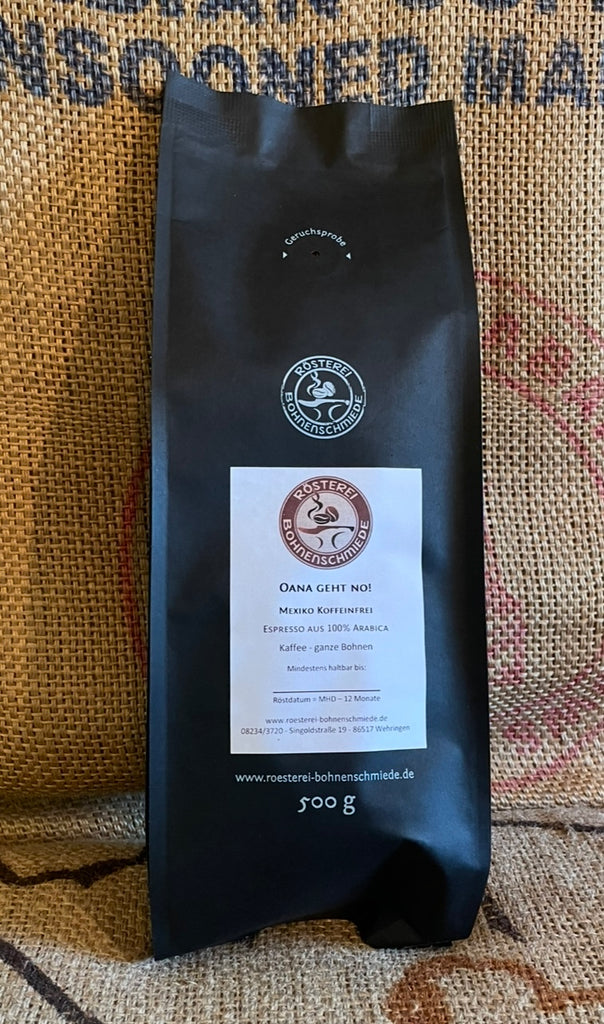 NSOONED MA
Geruchsprobe
RÖSTEREI
BOHNENSCHMIEDE
RÖSTEREI
BOHNENSCHMIEDE
OANA GEHT NO!
MEXIKO KOFFEINFREI
ESPRESSO AUS 100% ARABICA
Kaffee - ganze Bohnen
Mindestens haltbar bis:
Röstdatum = MHD – 12 Monate
www.roesterei-bohnenschmiede.de
08234/3720 - Singoldstraße 19 - 86517 Wehringen
www.roesterei-bohnenschmiede.de
500 g